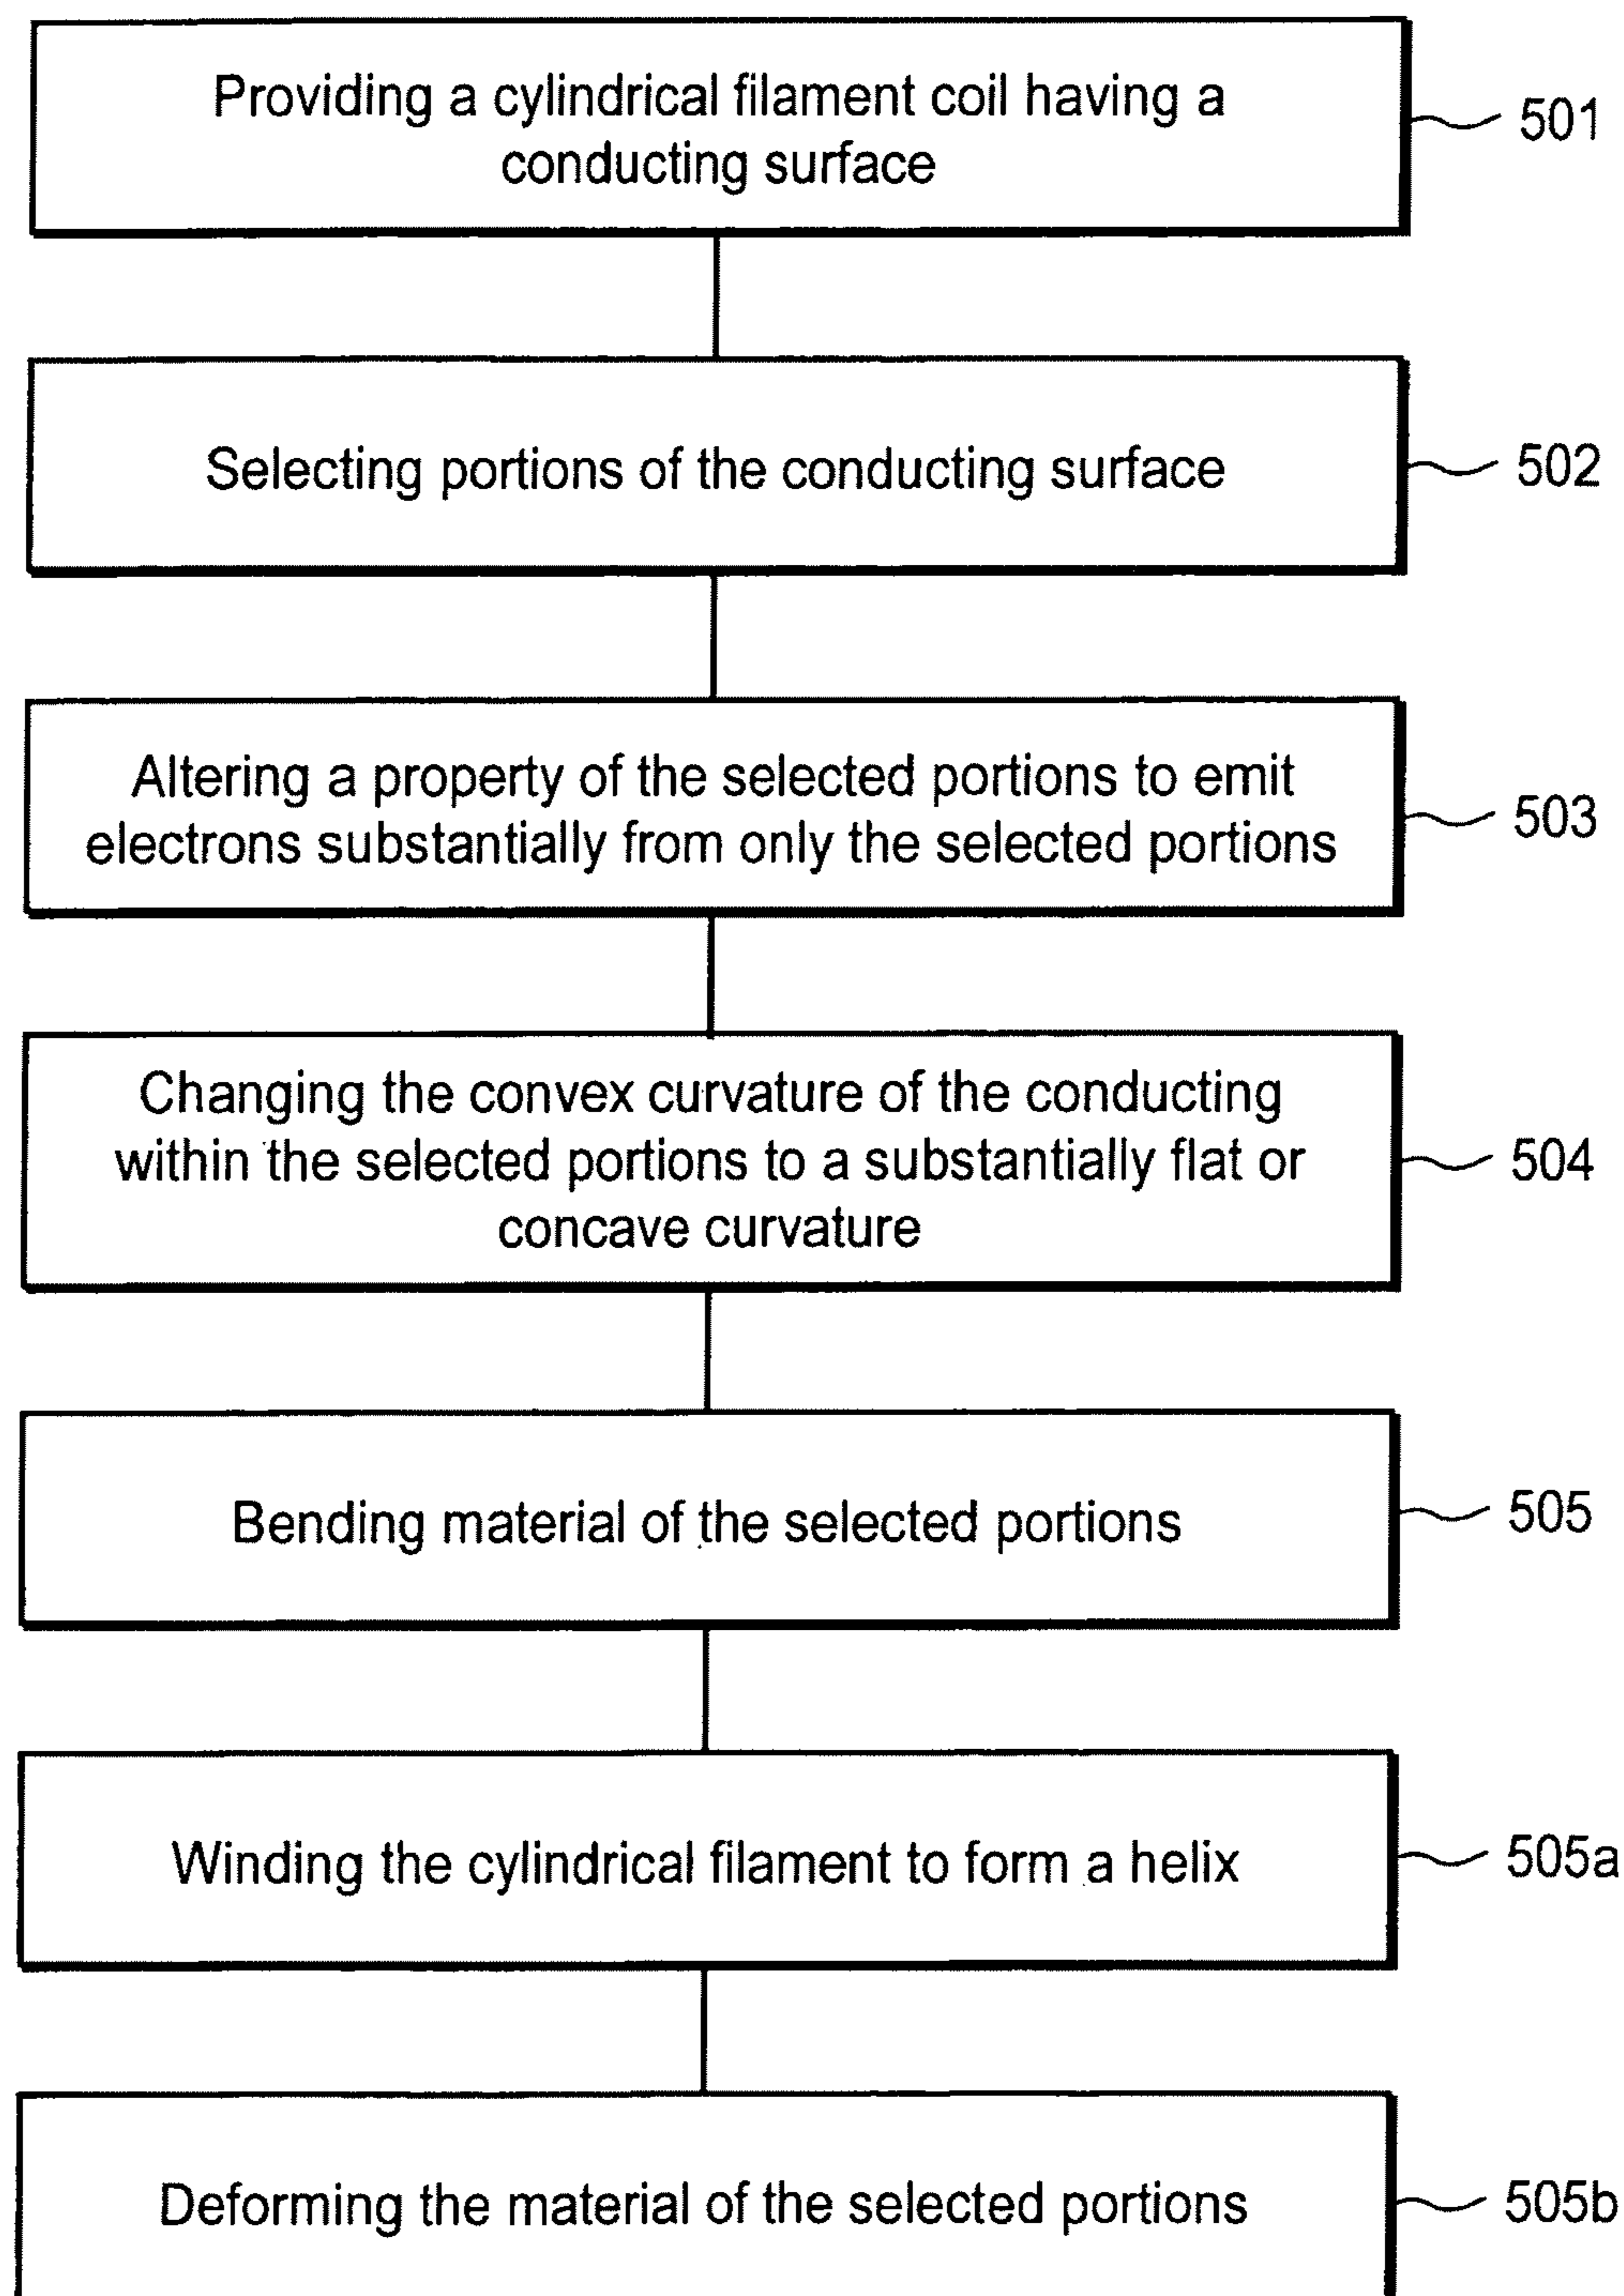 Providing a cylindrical filament coil having a
conducting surface
501
Selecting portions of the conducting surface
502
Altering a property of the selected portions to emit
electrons substantially from only the selected portions
503
Changing the convex curvature of the conducting
within the selected portions to a substantially flat or
concave curvature
504
Bending material of the selected portions
505
Winding the cylindrical filament to form a helix
505a
Deforming the material of the selected portions
505b